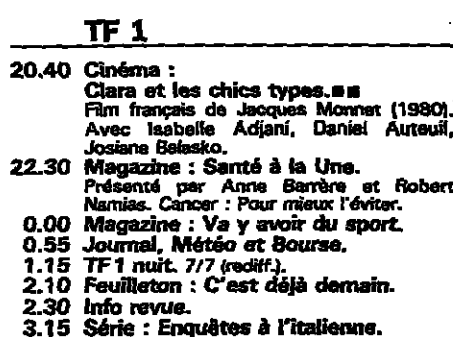 TF 1
20.40 Cinéma :
Clara et les chics types.■■
Film français de Jacques Monnet (1980).
Avec Isabelle Adjani, Daniel Auteuil,
Josiane Balasko.
22.30 Magazine : Santé à la Une.
Présenté par Anne Barrère et Robert
Namias. Cancer : Pour mieux l'éviter.
0.00 Magazine : Va y avoir du sport.
0.55 Journal, Météo et Bourse.
1.15 TF 1 nuit. 7/7 (rediff.).
2.10 Feuilleton : C'est déjà demain.
2.30 Info revue.
3.15 Série : Enquêtes à l'italienne.